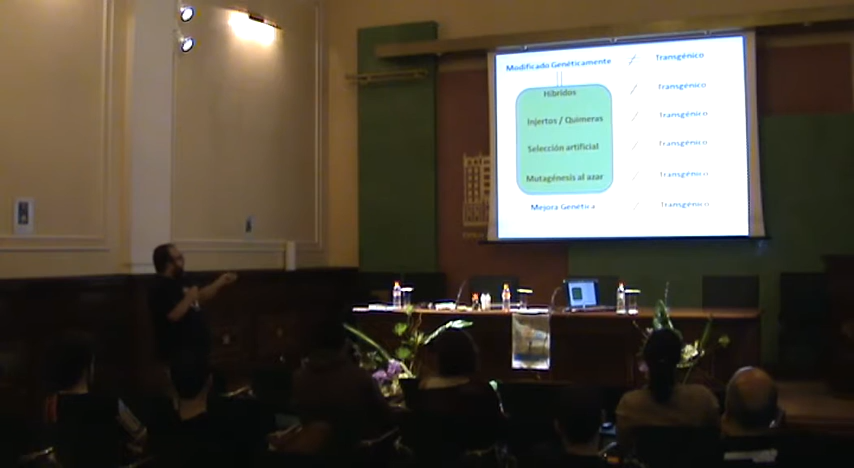 Modificado Genéticamente / Transgénico
Híbridos / Transgénico
Injertos / Quimeras / Transgénico
Selección artificial / Transgénico
Mutagénesis al azar / Transgénico
Mejora Genética / Transgénico